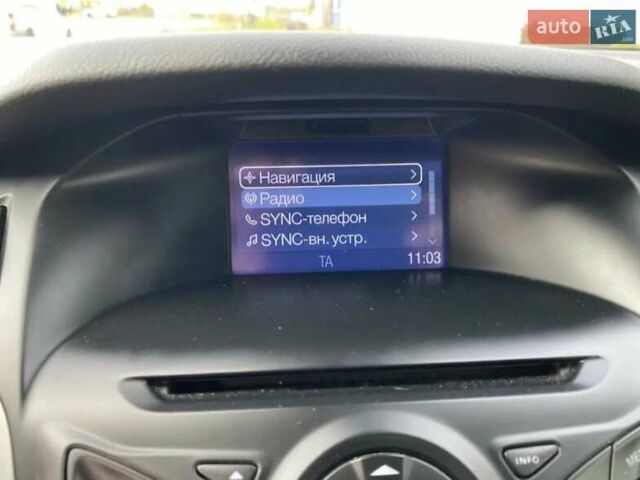 auto RIA
Навигация
Радио
SYNC-телефон
SYNC-вн. устр.
TA 11:03
INFO